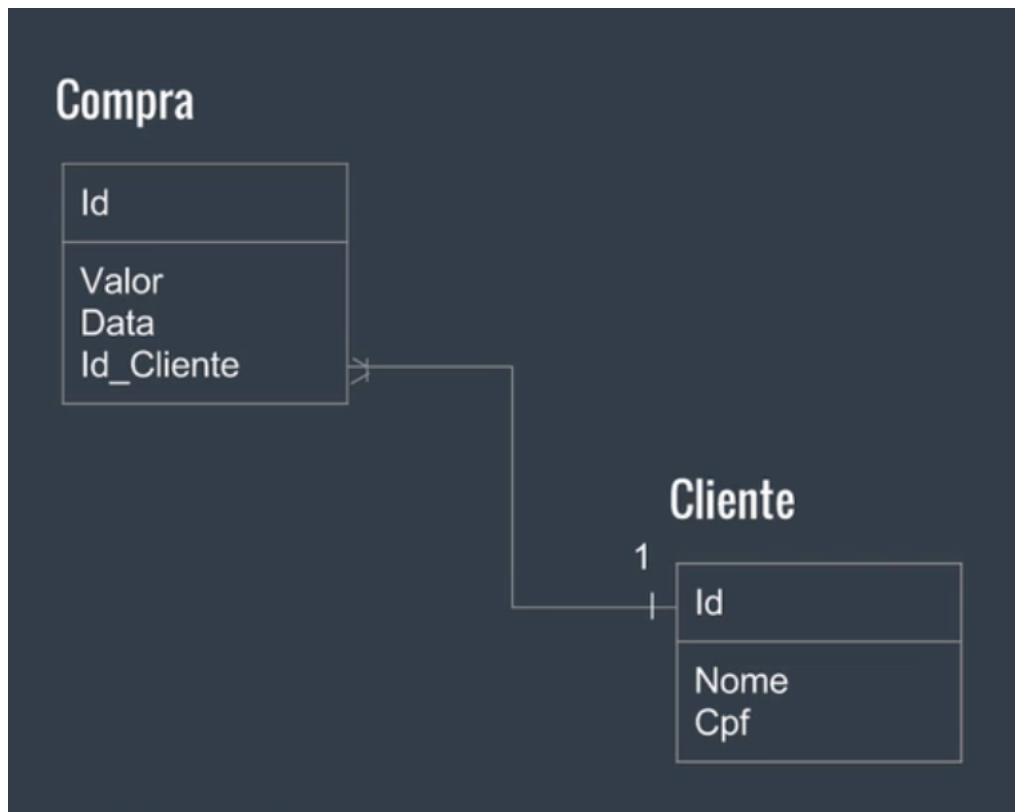 Compra
Id
Valor
Data
Id_Cliente
Cliente
1
Id
Nome
Cpf